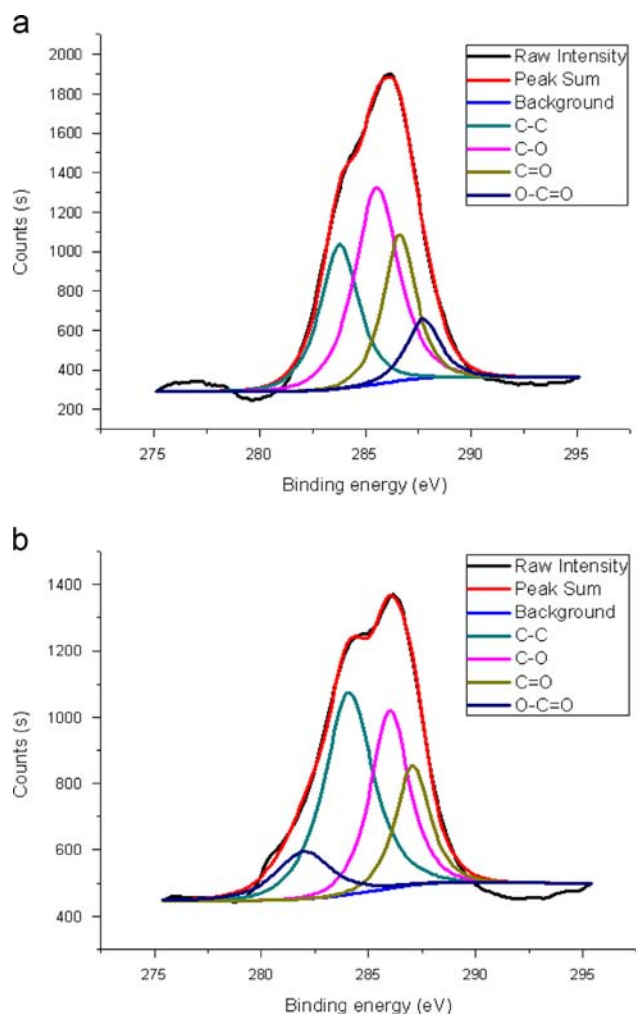 a
2000
1800
1600
1400
1200
1000
800
600
400
200
Counts (s)
Raw Intensity
Peak Sum
Background
C-C
C-O
C=O
O-C=O
275
280
285
290
295
Binding energy (eV)
b
1400
1200
1000
800
600
400
Counts (s)
Raw Intensity
Peak Sum
Background
C-C
C-O
C=O
O-C=O
275
280
285
290
295
Binding energy (eV)